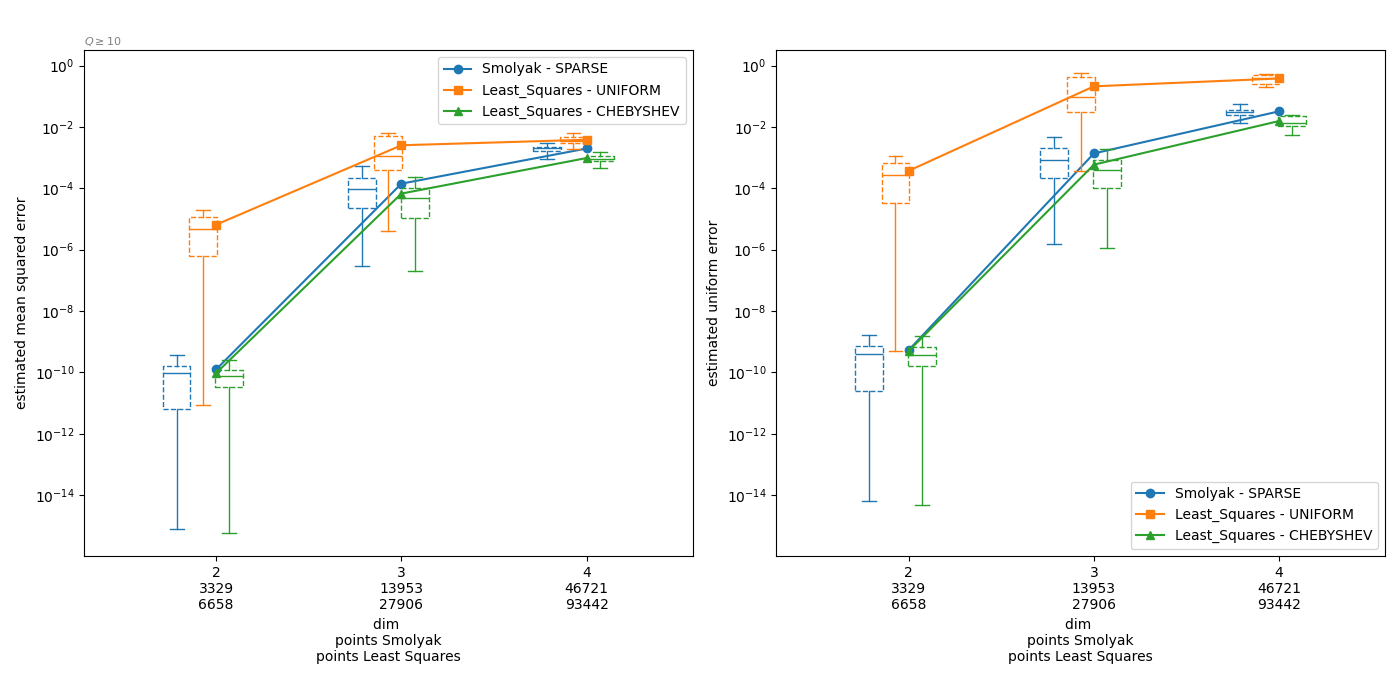 Q ≥ 10
10^0
10^-2
10^-4
10^-6
10^-8
10^-10
10^-12
10^-14
estimated mean squared error
Smolyak - SPARSE
Least_Squares - UNIFORM
Least_Squares - CHEBYSHEV
2 3 4
3329 13953 46721
6658 27906 93442
dim
points Smolyak
points Least Squares
10^0
10^-2
10^-4
10^-6
10^-8
10^-10
10^-12
10^-14
estimated uniform error
Smolyak - SPARSE
Least_Squares - UNIFORM
Least_Squares - CHEBYSHEV
2 3 4
3329 13953 46721
6658 27906 93442
dim
points Smolyak
points Least Squares